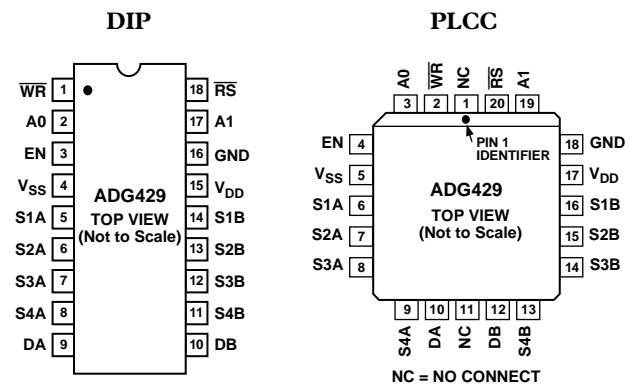 DIP
W̅R̅ 1
A0 2
EN 3
VSS 4
S1A 5
S2A 6
S3A 7
S4A 8
DA 9
ADG429
TOP VIEW
(Not to Scale)
18 R̅S̅
17 A1
16 GND
15 VDD
14 S1B
13 S2B
12 S3B
11 S4B
10 DB
PLCC
A0 W̅R̅ NC R̅S̅ A1
3 2 1 20 19
PIN 1
IDENTIFIER
EN 4
VSS 5
S1A 6
S2A 7
S3A 8
ADG429
TOP VIEW
(Not to Scale)
18 GND
17 VDD
16 S1B
15 S2B
14 S3B
9 10 11 12 13
S4A DA NC DB S4B
NC = NO CONNECT